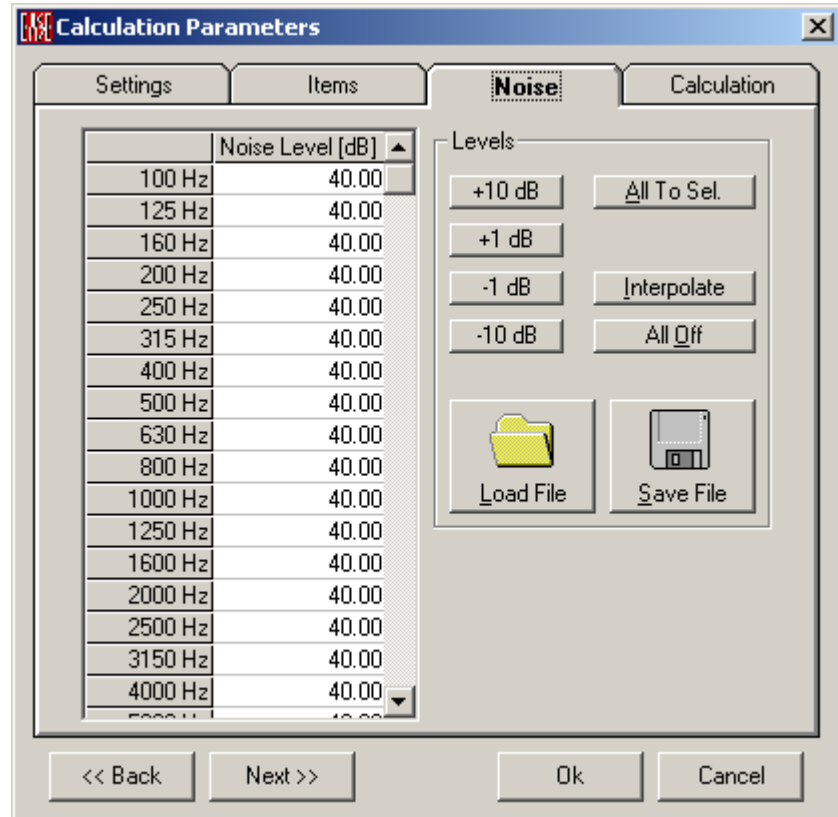 EASE Calculation Parameters
Settings Items Noise Calculation
Noise Level [dB]
100 Hz 40.00
125 Hz 40.00
160 Hz 40.00
200 Hz 40.00
250 Hz 40.00
315 Hz 40.00
400 Hz 40.00
500 Hz 40.00
630 Hz 40.00
800 Hz 40.00
1000 Hz 40.00
1250 Hz 40.00
1600 Hz 40.00
2000 Hz 40.00
2500 Hz 40.00
3150 Hz 40.00
4000 Hz 40.00
Levels
+10 dB All To Sel.
+1 dB
-1 dB Interpolate
-10 dB All Off
Load File Save File
<< Back Next >> Ok Cancel